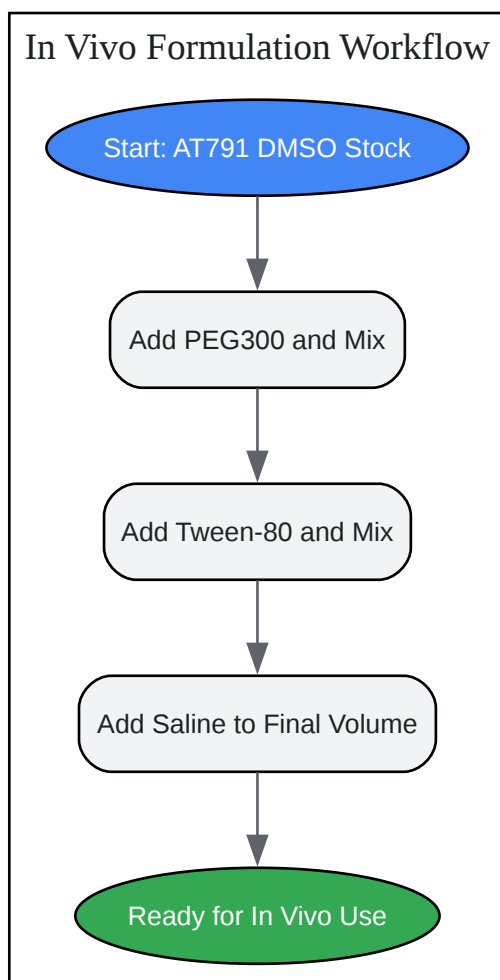 In Vivo Formulation Workflow
Start: AT791 DMSO Stock
Add PEG300 and Mix
Add Tween-80 and Mix
Add Saline to Final Volume
Ready for In Vivo Use